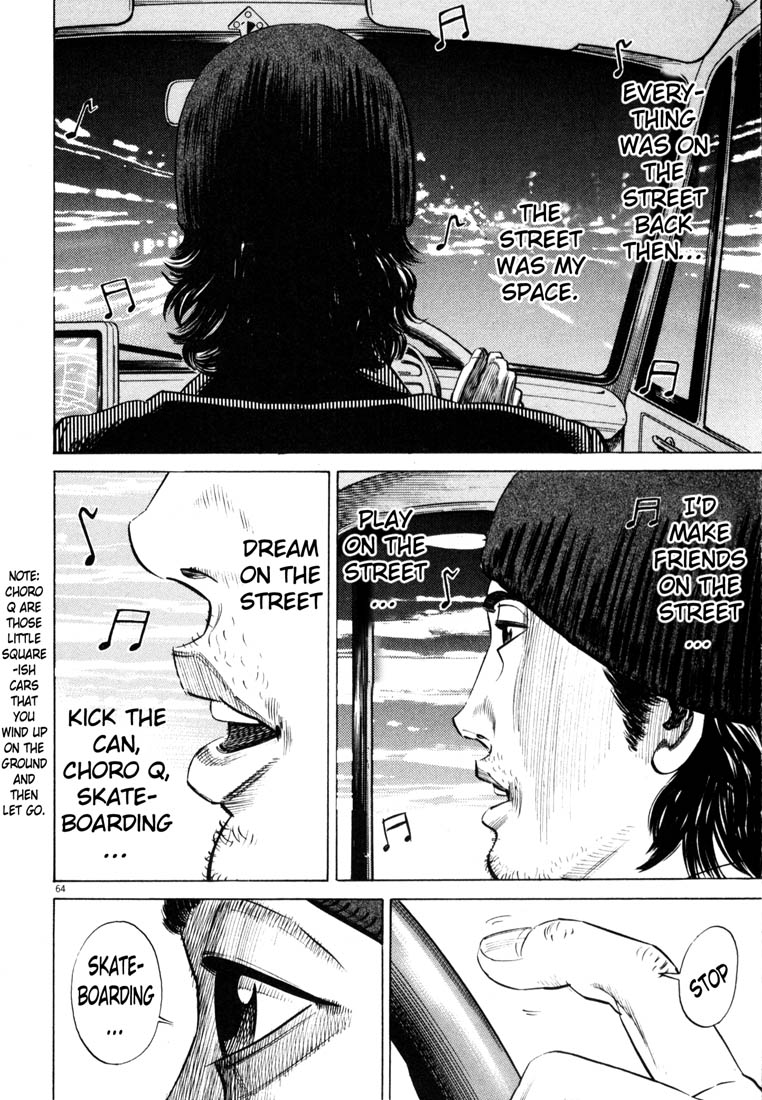 EVERY-
THING
WAS ON
THE
STREET
BACK
THEN...
THE
STREET
WAS MY
SPACE.
I'D
MAKE
FRIENDS
ON THE
STREET
...
PLAY
ON THE
STREET
...
DREAM
ON THE
STREET
KICK THE
CAN,
CHORO Q,
SKATE-
BOARDING
...
NOTE:
CHORO
Q ARE
THOSE
LITTLE
SQUARE
-ISH
CARS
THAT
YOU
WIND UP
ON THE
GROUND
AND
THEN
LET GO.
64
STOP
SKATE-
BOARDING
...